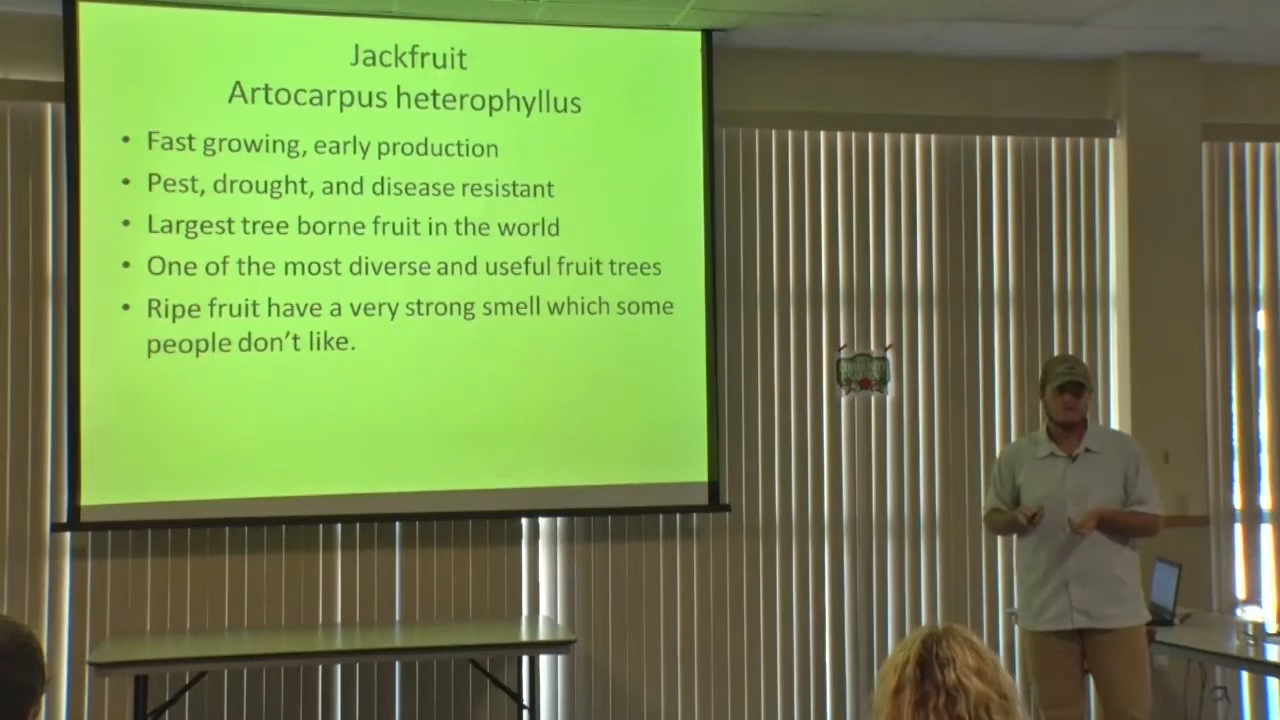 Jackfruit
Artocarpus heterophyllus
• Fast growing, early production
• Pest, drought, and disease resistant
• Largest tree borne fruit in the world
• One of the most diverse and useful fruit trees
• Ripe fruit have a very strong smell which some
people don't like.
COMMUNITY